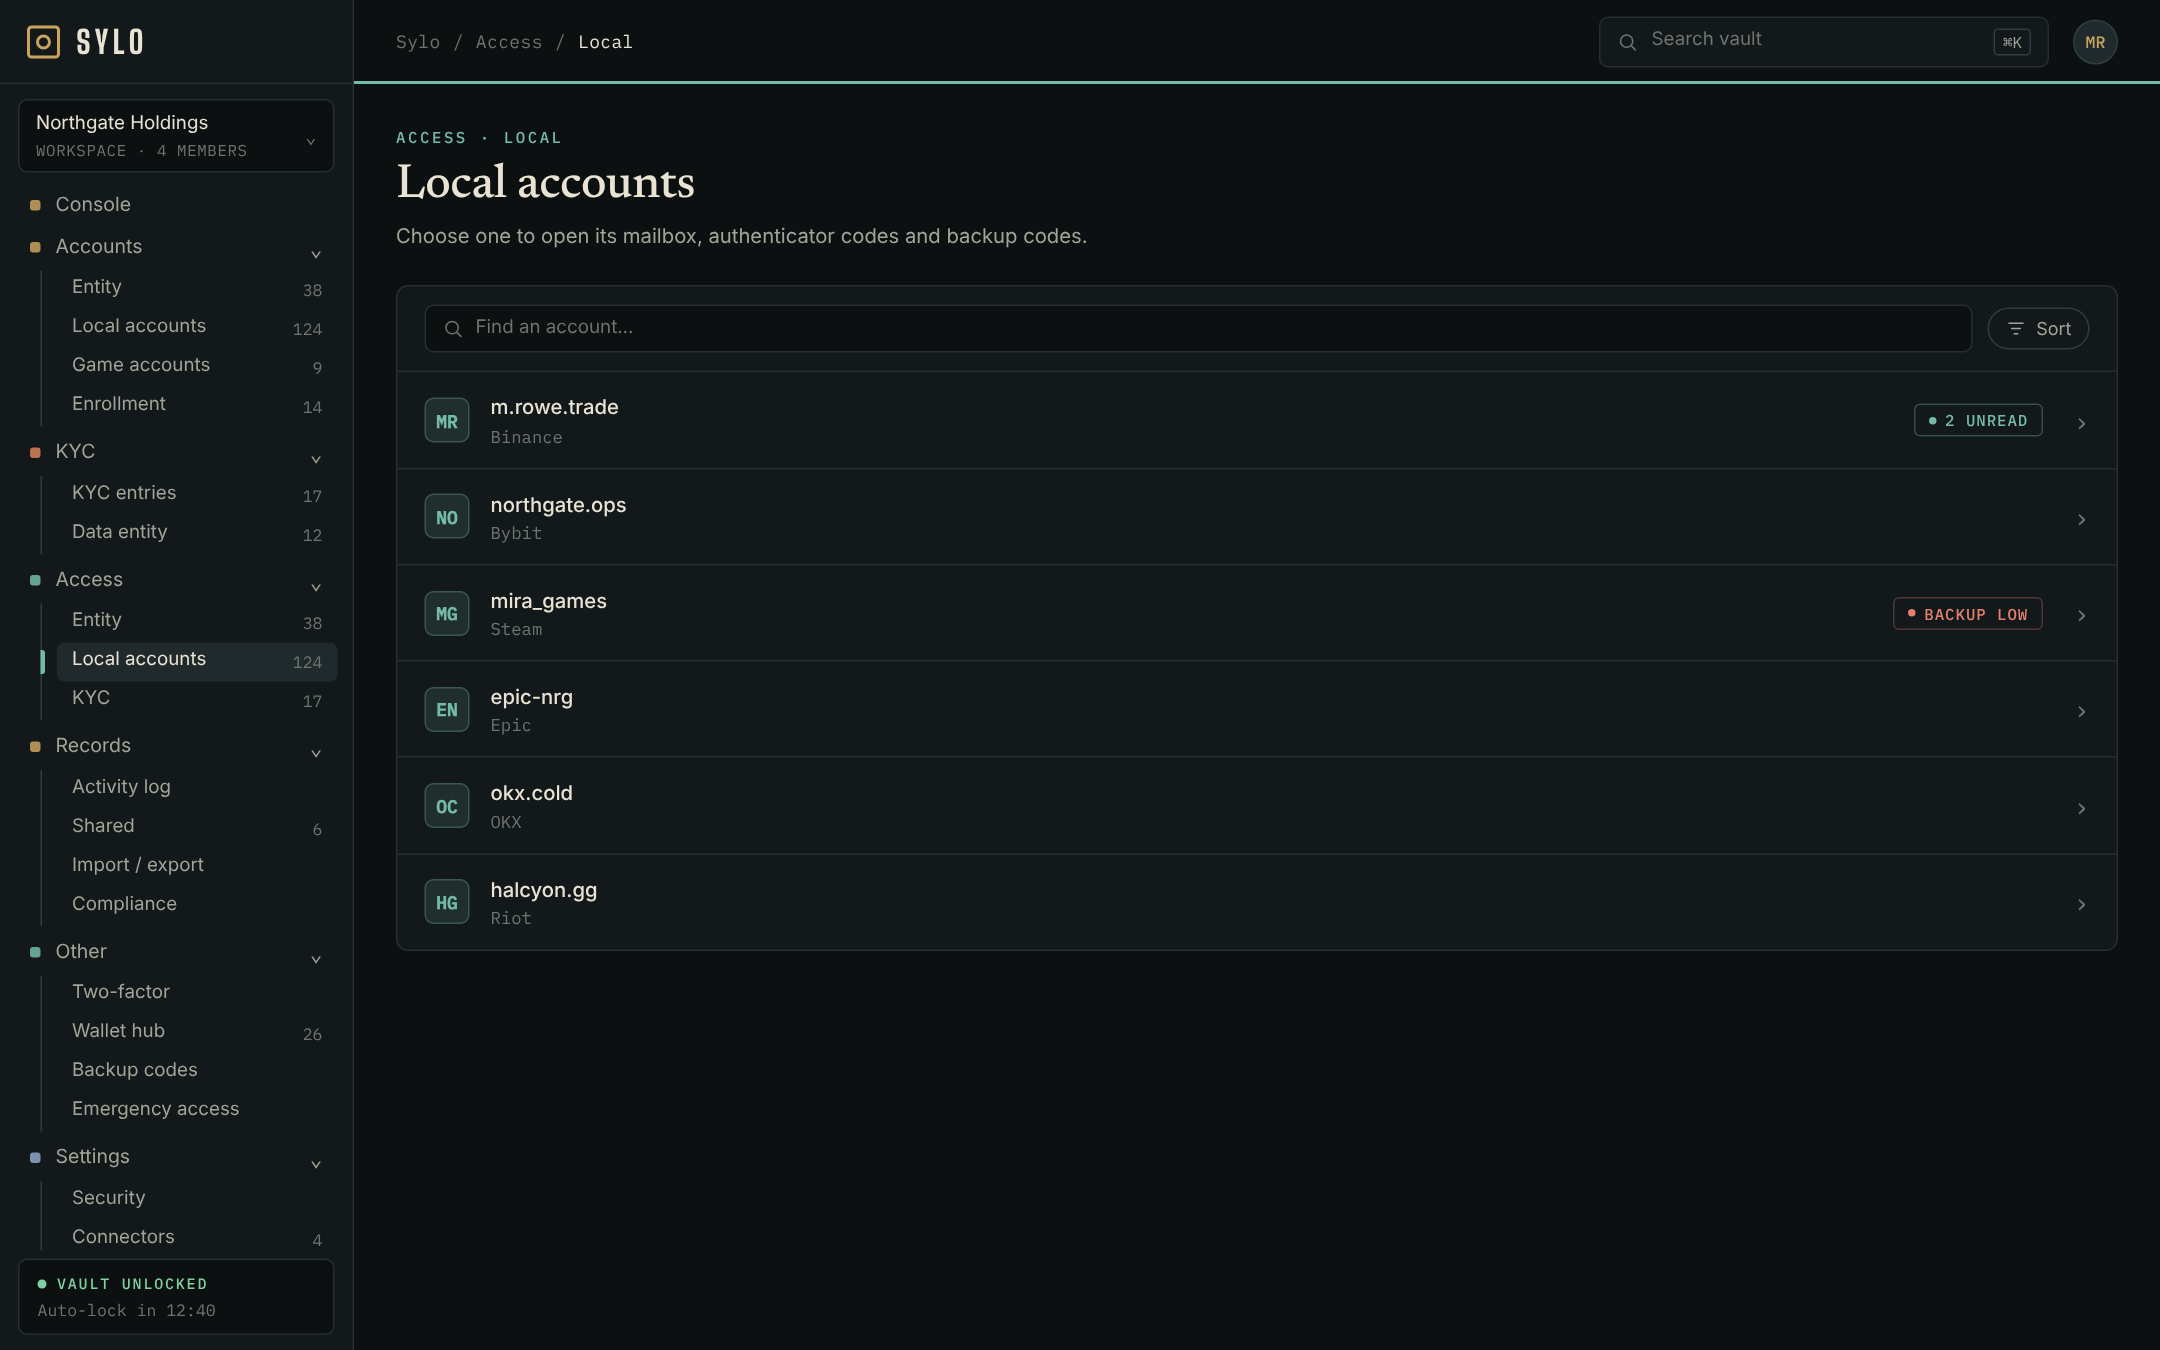 SYLO
Sylo / Access / Local
Search vault
⌘K
MR
Northgate Holdings
WORKSPACE · 4 MEMBERS
Console
Accounts
Entity 38
Local accounts 124
Game accounts 9
Enrollment 14
KYC
KYC entries 17
Data entity 12
Access
Entity 38
Local accounts 124
KYC 17
Records
Activity log
Shared 6
Import / export
Compliance
Other
Two-factor
Wallet hub 26
Backup codes
Emergency access
Settings
Security
Connectors 4
VAULT UNLOCKED
Auto-lock in 12:40
ACCESS · LOCAL
Local accounts
Choose one to open its mailbox, authenticator codes and backup codes.
Find an account...
Sort
MR
m.rowe.trade
Binance
2 UNREAD
NO
northgate.ops
Bybit
MG
mira_games
Steam
BACKUP LOW
EN
epic-nrg
Epic
OC
okx.cold
OKX
HG
halcyon.gg
Riot